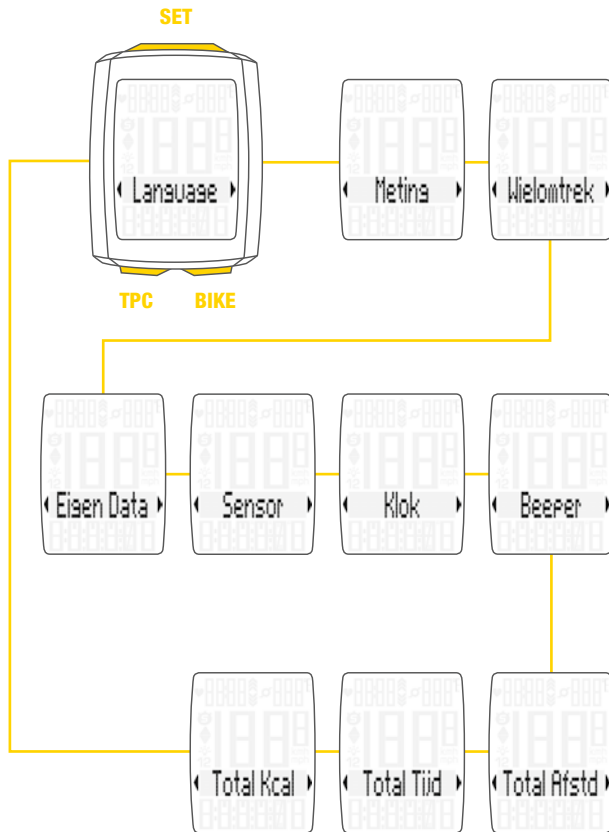 SET
Language
Meting
Wielomtrek
TPC BIKE
Eigen Data
Sensor
Klok
Beeper
Total Kcal
Total Tijd
Total Afstd